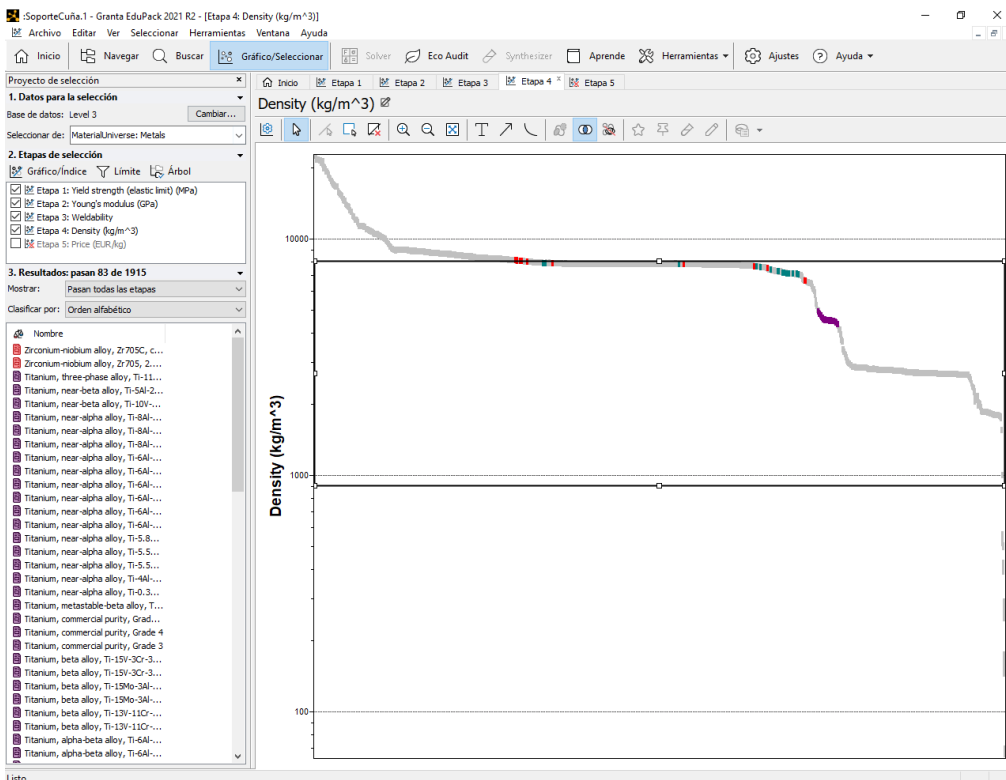 :SoporteCuña.1 - Granta EduPack 2021 R2 - [Etapa 4: Density (kg/m^3)]
Archivo Editar Ver Seleccionar Herramientas Ventana Ayuda
Inicio Navegar Buscar Gráfico/Seleccionar Solver Eco Audit Synthesizer Aprende Herramientas Ajustes Ayuda
Proyecto de selección
1. Datos para la selección
Base de datos: Level 3 Cambiar...
Seleccionar de: MaterialUniverse: Metals
2. Etapas de selección
Gráfico/Índice Límite Árbol
Etapa 1: Yield strength (elastic limit) (MPa)
Etapa 2: Young's modulus (GPa)
Etapa 3: Weldability
Etapa 4: Density (kg/m^3)
Etapa 5: Price (EUR/kg)
3. Resultados: pasan 83 de 1915
Mostrar: Pasan todas las etapas
Clasificar por: Orden alfabético
Nombre
Zirconium-niobium alloy, Zr705C, c...
Zirconium-niobium alloy, Zr705, 2....
Titanium, three-phase alloy, Ti-11...
Titanium, near-beta alloy, Ti-5Al-2...
Titanium, near-beta alloy, Ti-10V-...
Titanium, near-alpha alloy, Ti-8Al-...
Titanium, near-alpha alloy, Ti-8Al-...
Titanium, near-alpha alloy, Ti-8Al-...
Titanium, near-alpha alloy, Ti-6Al-...
Titanium, near-alpha alloy, Ti-6Al-...
Titanium, near-alpha alloy, Ti-6Al-...
Titanium, near-alpha alloy, Ti-6Al-...
Titanium, near-alpha alloy, Ti-6Al-...
Titanium, near-alpha alloy, Ti-6Al-...
Titanium, near-alpha alloy, Ti-5.8...
Titanium, near-alpha alloy, Ti-5.5...
Titanium, near-alpha alloy, Ti-5.5...
Titanium, near-alpha alloy, Ti-4Al-...
Titanium, near-alpha alloy, Ti-0.3...
Titanium, metastable-beta alloy, T...
Titanium, commercial purity, Grad...
Titanium, commercial purity, Grade 4
Titanium, commercial purity, Grade 3
Titanium, beta alloy, Ti-15V-3Cr-3...
Titanium, beta alloy, Ti-15V-3Cr-3...
Titanium, beta alloy, Ti-15Mo-3Al-...
Titanium, beta alloy, Ti-15Mo-3Al-...
Titanium, beta alloy, Ti-13V-11Cr-...
Titanium, beta alloy, Ti-13V-11Cr-...
Titanium, alpha-beta alloy, Ti-6Al-...
Titanium, alpha-beta alloy, Ti-6Al-...
Inicio Etapa 1 Etapa 2 Etapa 3 Etapa 4 Etapa 5
Density (kg/m^3)
Density (kg/m^3)
10000
1000
100
Listo